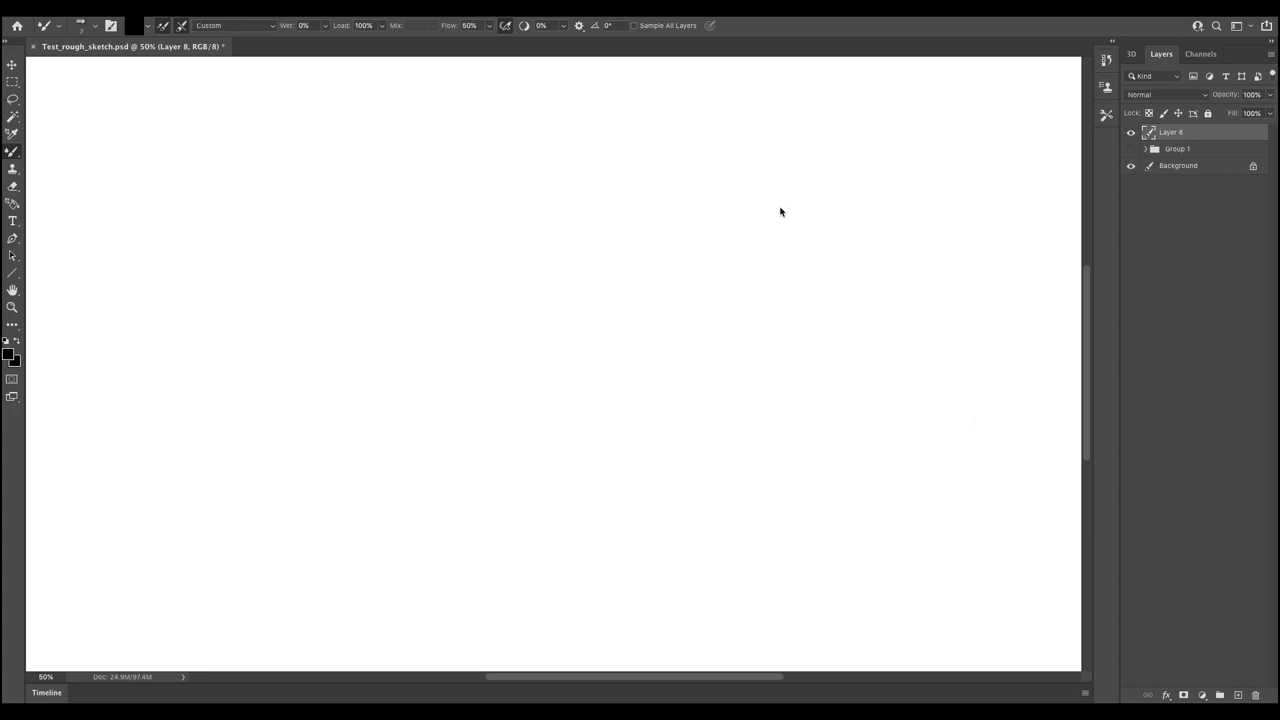 7 Custom Wet: 0% Load: 100% Mix: Flow: 50% 0% 0° Sample All Layers
× Test_rough_sketch.psd @ 50% (Layer 8, RGB/8) *
3D Layers Channels
Kind
Normal Opacity: 100%
Lock: Fill: 100%
Layer 8
Group 1
Background
50% Doc: 24.9M/97.4M
Timeline